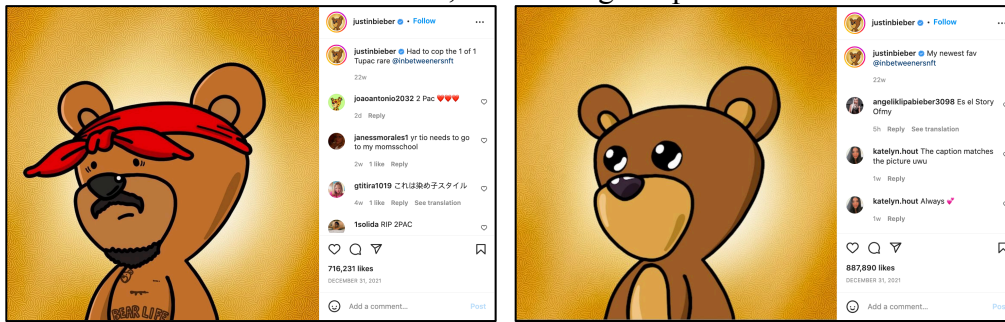 justinbieber • Follow
...
justinbieber Had to cop the 1 of 1
Tupac rare @inbetweenersnft
22w
joaoantonio2032 2 Pac ❤❤❤
2d Reply
janessmorales1 yr tio needs to go
to my momsschool
2w 1 like Reply
gtitira1019 これは染め子スタイル
4w 1 like Reply See translation
1solida RIP 2PAC
716,231 likes
DECEMBER 31, 2021
Add a comment...
Post
BEAR LIFE
justinbieber • Follow
...
justinbieber My newest fav
@inbetweenersnft
22w
angeliklipabieber3098 Es el Story
Ofmy
5h Reply See translation
katelyn.hout The caption matches
the picture uwu
1w Reply
katelyn.hout Always 💕
1w Reply
887,890 likes
DECEMBER 31, 2021
Add a comment...
Post